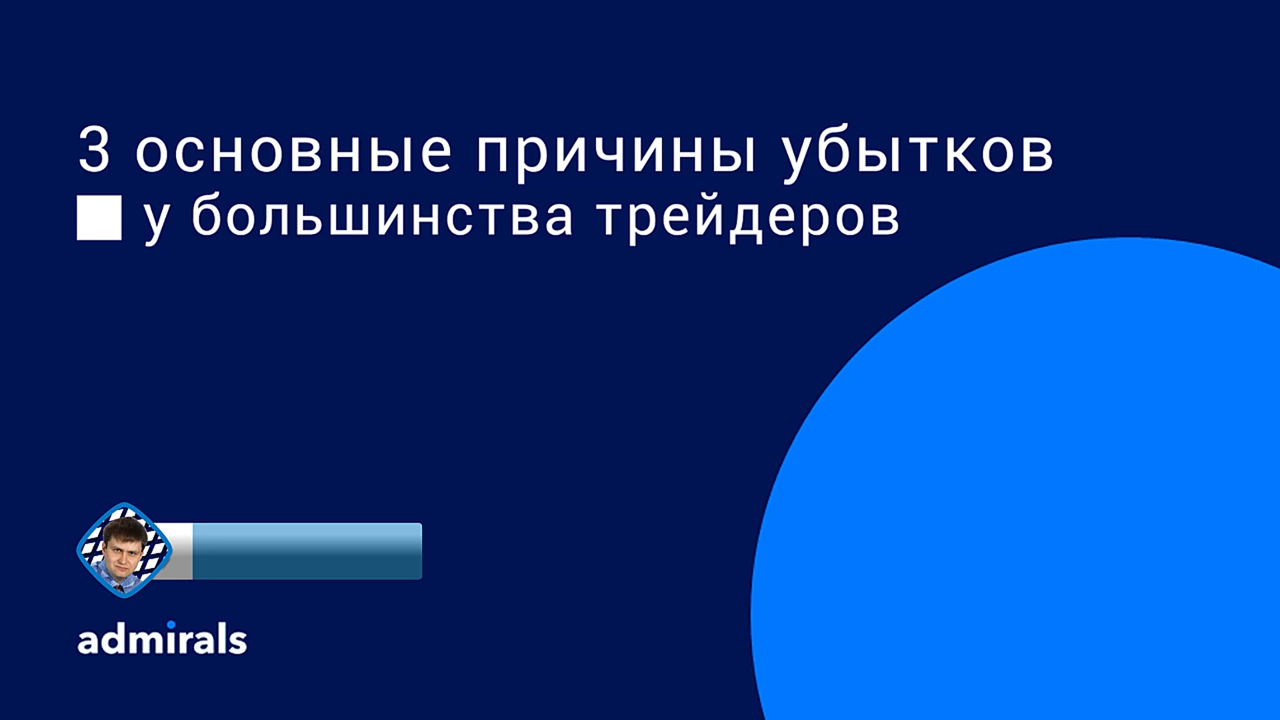 3 основные причины убытков
у большинства трейдеров
admirals